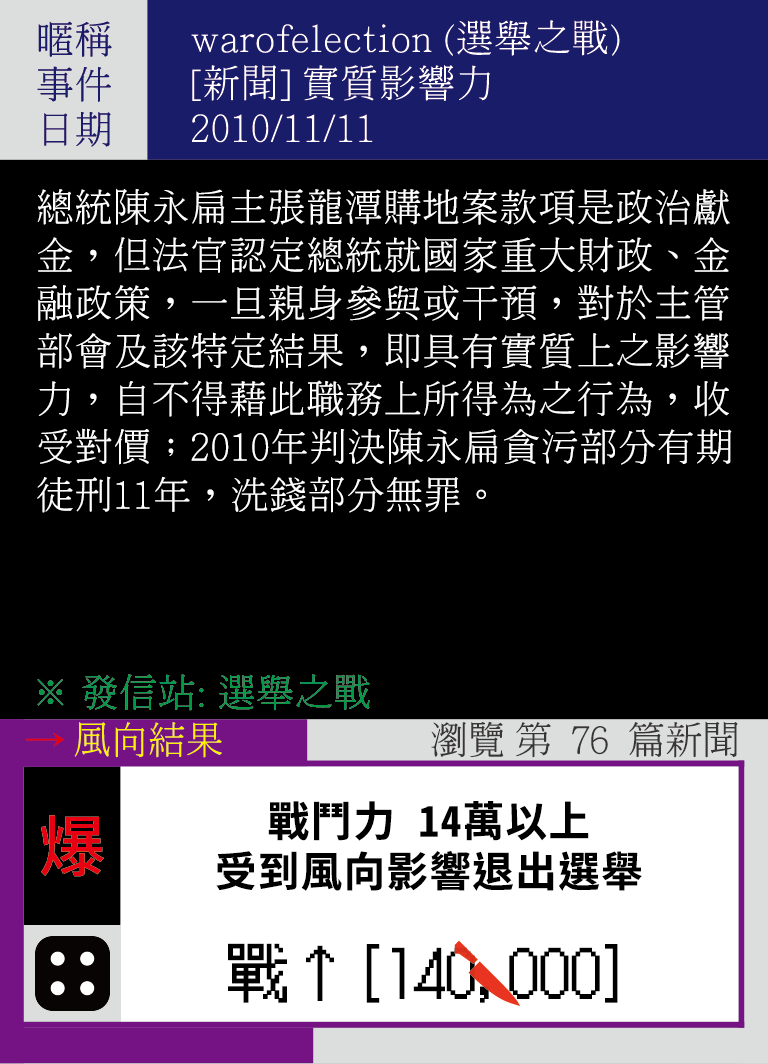 暱稱 warofelection (選舉之戰)
事件 [新聞] 實質影響力
日期 2010/11/11
總統陳永扁主張龍潭購地案款項是政治獻
金，但法官認定總統就國家重大財政、金
融政策，一旦親身參與或干預，對於主管
部會及該特定結果，即具有實質上之影響
力，自不得藉此職務上所得為之行為，收
受對價；2010年判決陳永扁貪污部分有期
徒刑11年，洗錢部分無罪。
※ 發信站: 選舉之戰
→ 風向結果 瀏覽 第 76 篇新聞
爆
戰鬥力 14萬以上
受到風向影響退出選舉
戰↑[140,000]